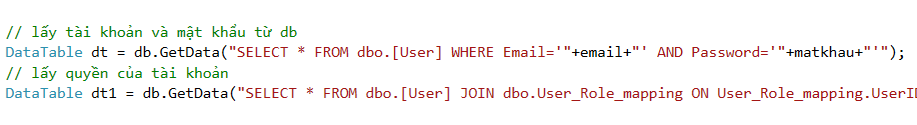 // lấy tài khoản và mật khẩu từ db
DataTable dt = db.GetData("SELECT * FROM dbo.[User] WHERE Email='"+email+"' AND Password='"+matkhau+"'");
// lấy quyền của tài khoản
DataTable dt1 = db.GetData("SELECT * FROM dbo.[User] JOIN dbo.User_Role_mapping ON User_Role_mapping.UserID